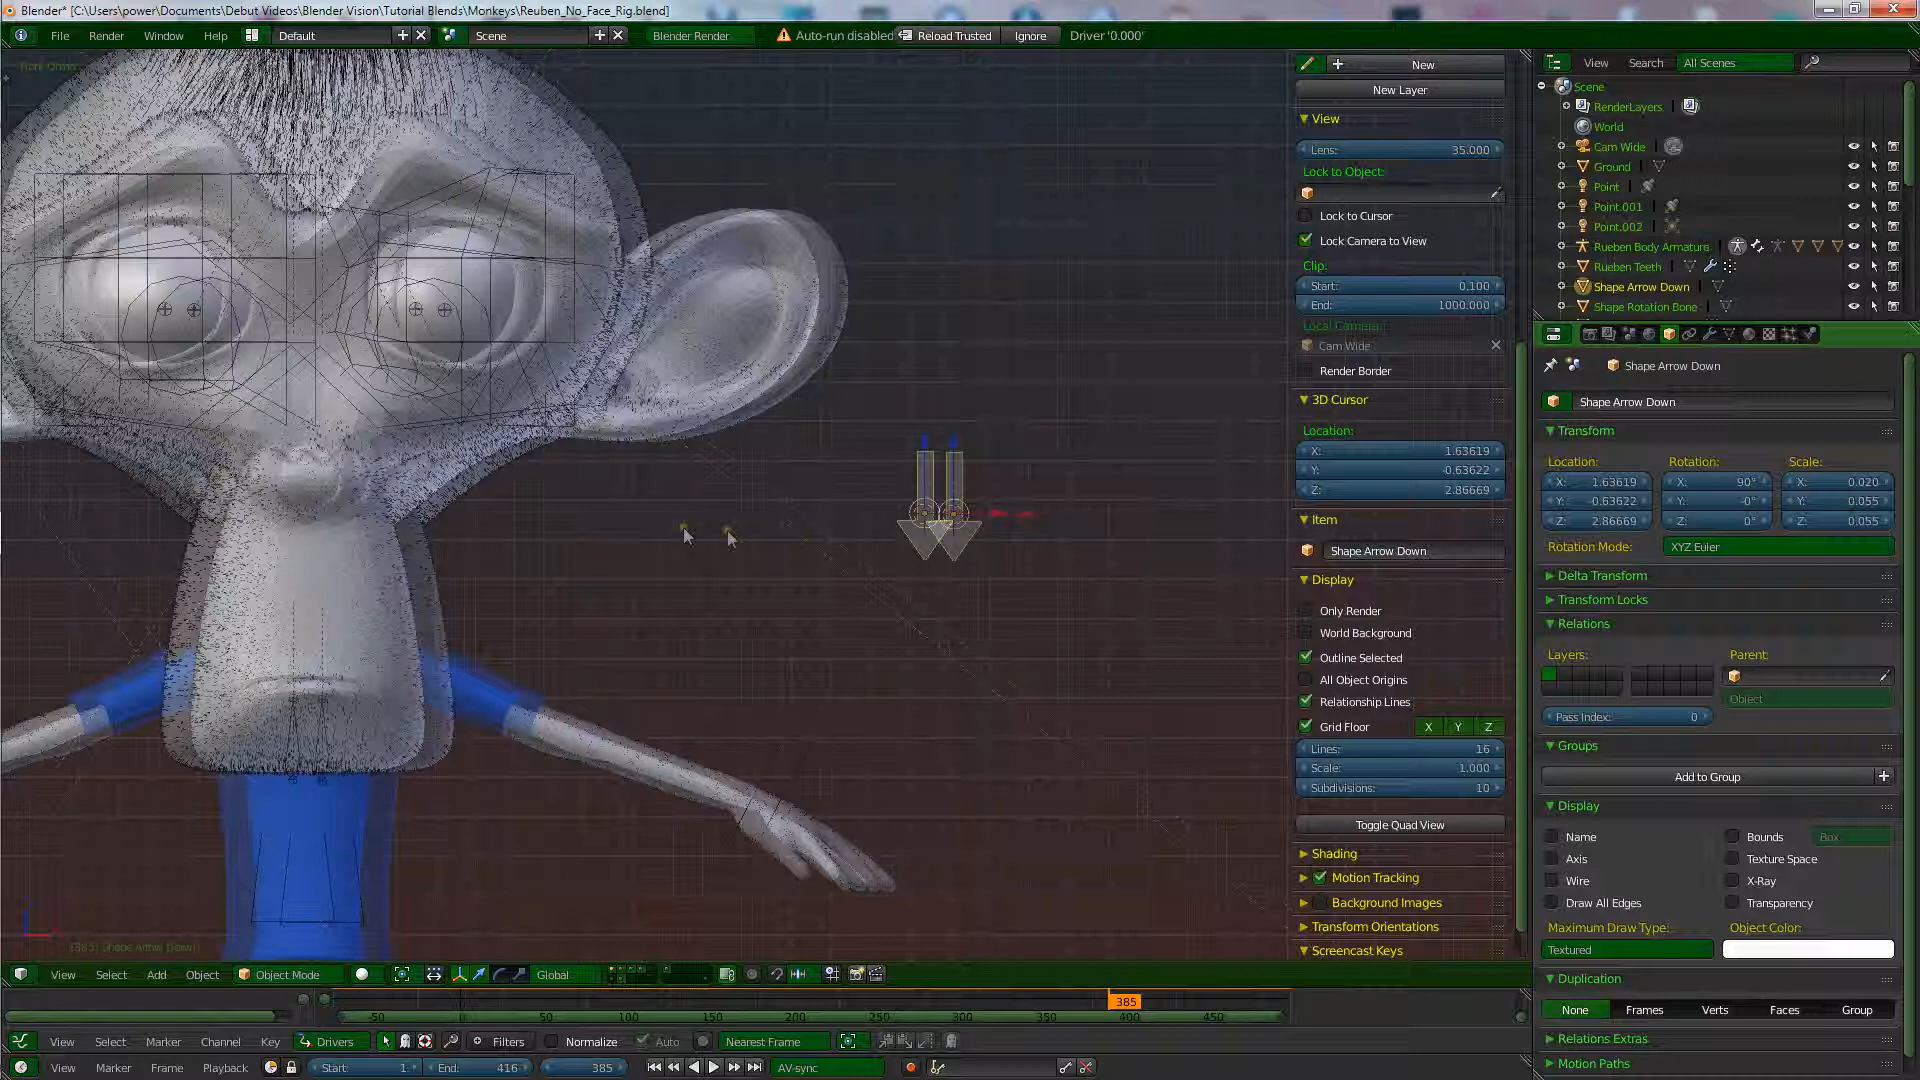 Blender* [C:\Users\power\Documents\Debut Videos\Blender Vision\Tutorial Blends\Monkeys\Reuben_No_Face_Rig.blend]
File Render Window Help Default Scene Blender Render Auto-run disabled Reload Trusted Ignore Driver '0.000'
Front Ortho
New
New Layer
View
Lens: 35.000
Lock to Object:
Lock to Cursor
Lock Camera to View
Clip:
Start: 0.100
End: 1000.000
Local Camera:
Cam Wide
Render Border
3D Cursor
Location:
X: 1.63619
Y: -0.63622
Z: 2.86669
Item
Shape Arrow Down
Display
Only Render
World Background
Outline Selected
All Object Origins
Relationship Lines
Grid Floor X Y Z
Lines: 16
Scale: 1.000
Subdivisions: 10
Toggle Quad View
Shading
Motion Tracking
Background Images
Transform Orientations
Screencast Keys
View Search All Scenes
Scene
RenderLayers
World
Cam Wide
Ground
Point
Point.001
Point.002
Rueben Body Armature
Rueben Teeth
Shape Arrow Down
Shape Rotation Bone
Shape Arrow Down
Shape Arrow Down
Transform
Location: Rotation: Scale:
X: 1.63619 X: 90° X: 0.020
Y: -0.63622 Y: -0° Y: 0.055
Z: 2.86669 Z: 0° Z: 0.055
Rotation Mode: XYZ Euler
Delta Transform
Transform Locks
Relations
Layers: Parent:
Object
Pass Index: 0
Groups
Add to Group
Display
Name Bounds Box
Axis Texture Space
Wire X-Ray
Draw All Edges Transparency
Maximum Draw Type: Object Color:
Textured
Duplication
None Frames Verts Faces Group
Relations Extras
Motion Paths
(385) Shape Arrow Down
View Select Add Object Object Mode Global
385
-50 50 100 150 200 250 300 350 400 450
View Select Marker Channel Key Drivers Filters Normalize Auto Nearest Frame
View Marker Frame Playback Start: 1 End: 416 385 AV-sync